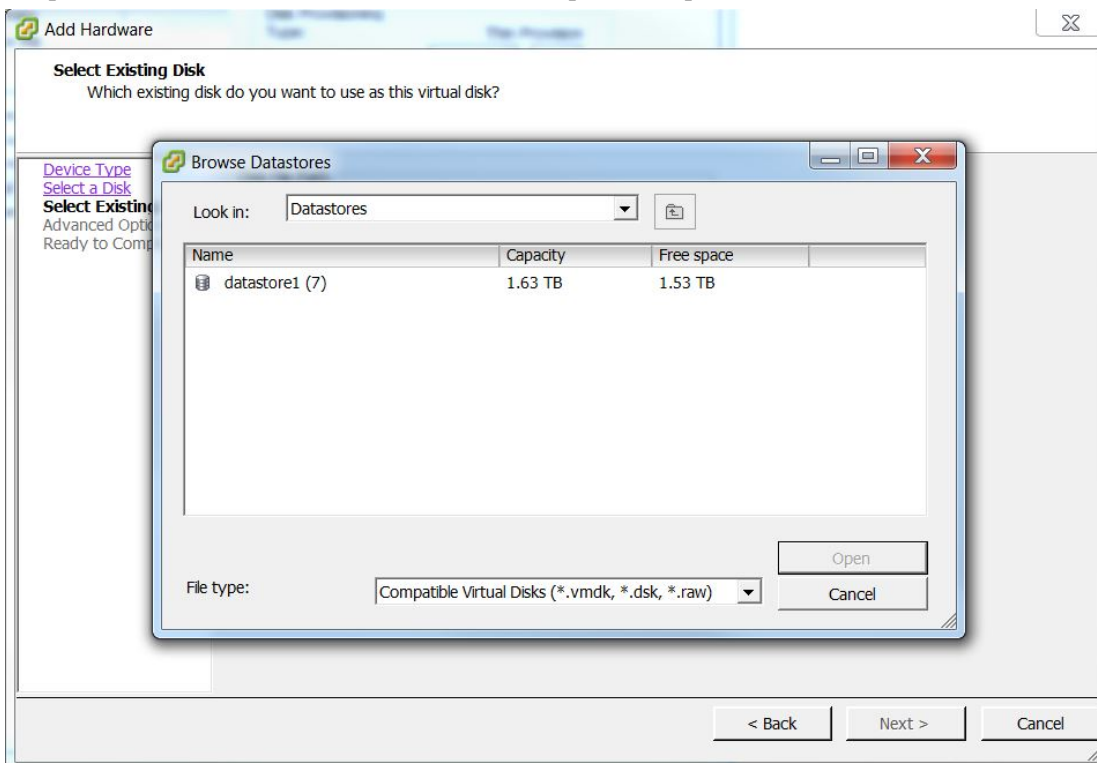 Add Hardware
Select Existing Disk
Which existing disk do you want to use as this virtual disk?
Device Type
Select a Disk
Select Existing
Advanced Optio
Ready to Comp
Browse Datastores
Look in: Datastores
Name Capacity Free space
datastore1 (7) 1.63 TB 1.53 TB
Open
File type: Compatible Virtual Disks (*.vmdk, *.dsk, *.raw)
Cancel
< Back Next > Cancel